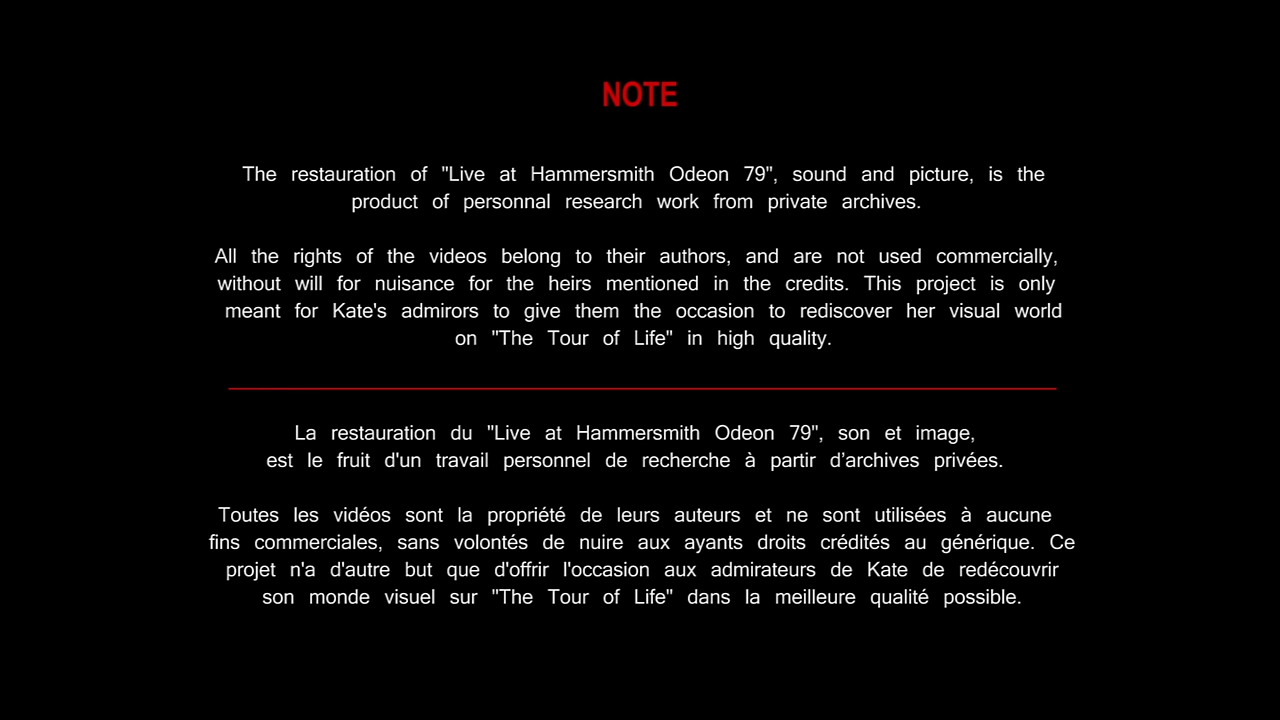 NOTE
The restauration of "Live at Hammersmith Odeon 79", sound and picture, is the
product of personnal research work from private archives.
All the rights of the videos belong to their authors, and are not used commercially,
without will for nuisance for the heirs mentioned in the credits. This project is only
meant for Kate's admirors to give them the occasion to rediscover her visual world
on "The Tour of Life" in high quality.
La restauration du "Live at Hammersmith Odeon 79", son et image,
est le fruit d'un travail personnel de recherche à partir d’archives privées.
Toutes les vidéos sont la propriété de leurs auteurs et ne sont utilisées à aucune
fins commerciales, sans volontés de nuire aux ayants droits crédités au générique. Ce
projet n'a d'autre but que d'offrir l'occasion aux admirateurs de Kate de redécouvrir
son monde visuel sur "The Tour of Life" dans la meilleure qualité possible.